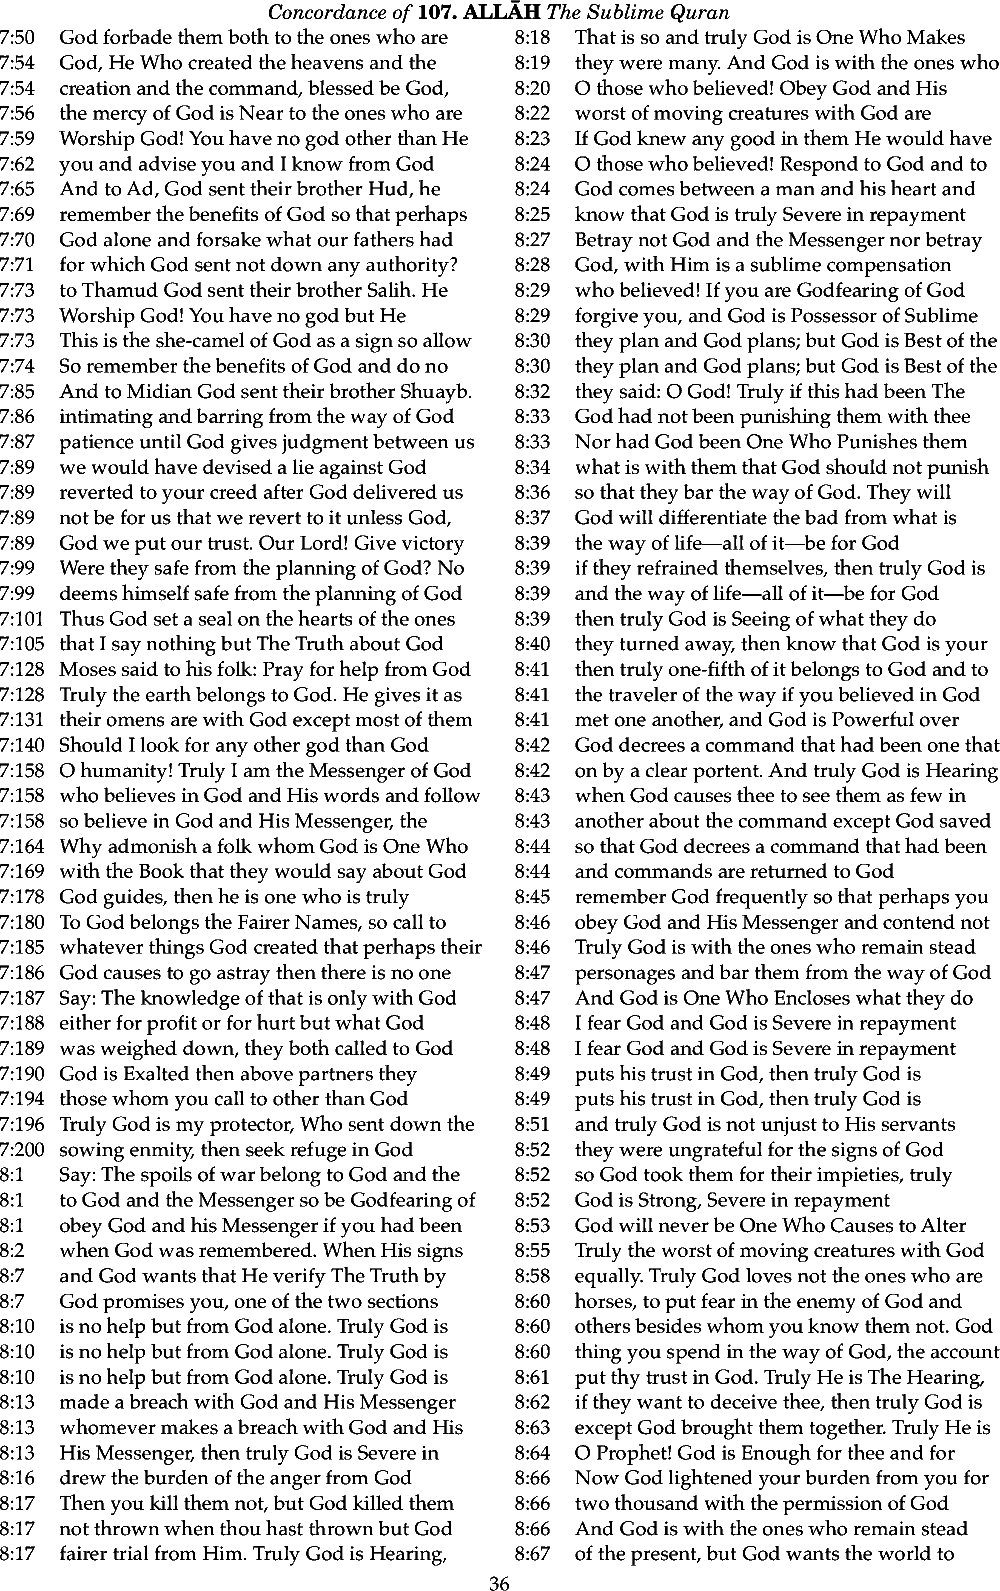 Concordance of 107. ALLĀH The Sublime Quran
7:50 God forbade them both to the ones who are
7:54 God, He Who created the heavens and the
7:54 creation and the command, blessed be God,
7:56 the mercy of God is Near to the ones who are
7:59 Worship God! You have no god other than He
7:62 you and advise you and I know from God
7:65 And to Ad, God sent their brother Hud, he
7:69 remember the benefits of God so that perhaps
7:70 God alone and forsake what our fathers had
7:71 for which God sent not down any authority?
7:73 to Thamud God sent their brother Salih. He
7:73 Worship God! You have no god but He
7:73 This is the she-camel of God as a sign so allow
7:74 So remember the benefits of God and do no
7:85 And to Midian God sent their brother Shuayb.
7:86 intimating and barring from the way of God
7:87 patience until God gives judgment between us
7:89 we would have devised a lie against God
7:89 reverted to your creed after God delivered us
7:89 not be for us that we revert to it unless God,
7:89 God we put our trust. Our Lord! Give victory
7:99 Were they safe from the planning of God? No
7:99 deems himself safe from the planning of God
7:101 Thus God set a seal on the hearts of the ones
7:105 that I say nothing but The Truth about God
7:128 Moses said to his folk: Pray for help from God
7:128 Truly the earth belongs to God. He gives it as
7:131 their omens are with God except most of them
7:140 Should I look for any other god than God
7:158 O humanity! Truly I am the Messenger of God
7:158 who believes in God and His words and follow
7:158 so believe in God and His Messenger, the
7:164 Why admonish a folk whom God is One Who
7:169 with the Book that they would say about God
7:178 God guides, then he is one who is truly
7:180 To God belongs the Fairer Names, so call to
7:185 whatever things God created that perhaps their
7:186 God causes to go astray then there is no one
7:187 Say: The knowledge of that is only with God
7:188 either for profit or for hurt but what God
7:189 was weighed down, they both called to God
7:190 God is Exalted then above partners they
7:194 those whom you call to other than God
7:196 Truly God is my protector, Who sent down the
7:200 sowing enmity, then seek refuge in God
8:1 Say: The spoils of war belong to God and the
8:1 to God and the Messenger so be Godfearing of
8:1 obey God and his Messenger if you had been
8:2 when God was remembered. When His signs
8:7 and God wants that He verify The Truth by
8:7 God promises you, one of the two sections
8:10 is no help but from God alone. Truly God is
8:10 is no help but from God alone. Truly God is
8:10 is no help but from God alone. Truly God is
8:13 made a breach with God and His Messenger
8:13 whomever makes a breach with God and His
8:13 His Messenger, then truly God is Severe in
8:16 drew the burden of the anger from God
8:17 Then you kill them not, but God killed them
8:17 not thrown when thou hast thrown but God
8:17 fairer trial from Him. Truly God is Hearing,
8:18 That is so and truly God is One Who Makes
8:19 they were many. And God is with the ones who
8:20 O those who believed! Obey God and His
8:22 worst of moving creatures with God are
8:23 If God knew any good in them He would have
8:24 O those who believed! Respond to God and to
8:24 God comes between a man and his heart and
8:25 know that God is truly Severe in repayment
8:27 Betray not God and the Messenger nor betray
8:28 God, with Him is a sublime compensation
8:29 who believed! If you are Godfearing of God
8:29 forgive you, and God is Possessor of Sublime
8:30 they plan and God plans; but God is Best of the
8:30 they plan and God plans; but God is Best of the
8:32 they said: O God! Truly if this had been The
8:33 God had not been punishing them with thee
8:33 Nor had God been One Who Punishes them
8:34 what is with them that God should not punish
8:36 so that they bar the way of God. They will
8:37 God will differentiate the bad from what is
8:39 the way of life—all of it—be for God
8:39 if they refrained themselves, then truly God is
8:39 and the way of life—all of it—be for God
8:39 then truly God is Seeing of what they do
8:40 they turned away, then know that God is your
8:41 then truly one-fifth of it belongs to God and to
8:41 the traveler of the way if you believed in God
8:41 met one another, and God is Powerful over
8:42 God decrees a command that had been one that
8:42 on by a clear portent. And truly God is Hearing
8:43 when God causes thee to see them as few in
8:43 another about the command except God saved
8:44 so that God decrees a command that had been
8:44 and commands are returned to God
8:45 remember God frequently so that perhaps you
8:46 obey God and His Messenger and contend not
8:46 Truly God is with the ones who remain stead
8:47 personages and bar them from the way of God
8:47 And God is One Who Encloses what they do
8:48 I fear God and God is Severe in repayment
8:48 I fear God and God is Severe in repayment
8:49 puts his trust in God, then truly God is
8:49 puts his trust in God, then truly God is
8:51 and truly God is not unjust to His servants
8:52 they were ungrateful for the signs of God
8:52 so God took them for their impieties, truly
8:52 God is Strong, Severe in repayment
8:53 God will never be One Who Causes to Alter
8:55 Truly the worst of moving creatures with God
8:58 equally. Truly God loves not the ones who are
8:60 horses, to put fear in the enemy of God and
8:60 others besides whom you know them not. God
8:60 thing you spend in the way of God, the account
8:61 put thy trust in God. Truly He is The Hearing,
8:62 if they want to deceive thee, then truly God is
8:63 except God brought them together. Truly He is
8:64 O Prophet! God is Enough for thee and for
8:66 Now God lightened your burden from you for
8:66 two thousand with the permission of God
8:66 And God is with the ones who remain stead
8:67 of the present, but God wants the world to
36